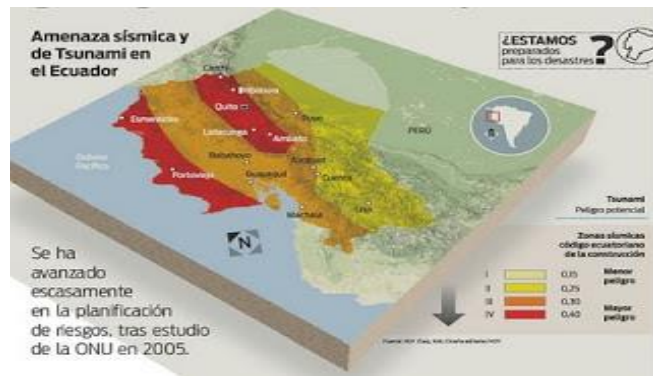 Amenaza sísmica y
de Tsunami en
el Ecuador
¿ESTAMOS
preparados
para los desastres
?
Carchi
Imbabura
Quito
Esmeraldas
Puyo
PERÚ
Latacunga
Ambato
Océano
Pacífico
Babahoyo
Portoviejo
Guayaquil
Cuenca
Machala
Loja
N
Tsunami
Peligro potencial
Se ha
avanzado
escasamente
en la planificación
de riesgos, tras estudio
de la ONU en 2005.
Zonas sísmicas
código ecuatoriano
de la construcción
I 0,15 Menor
peligro
II 0,25
III 0,30 Mayor
IV 0,40 peligro